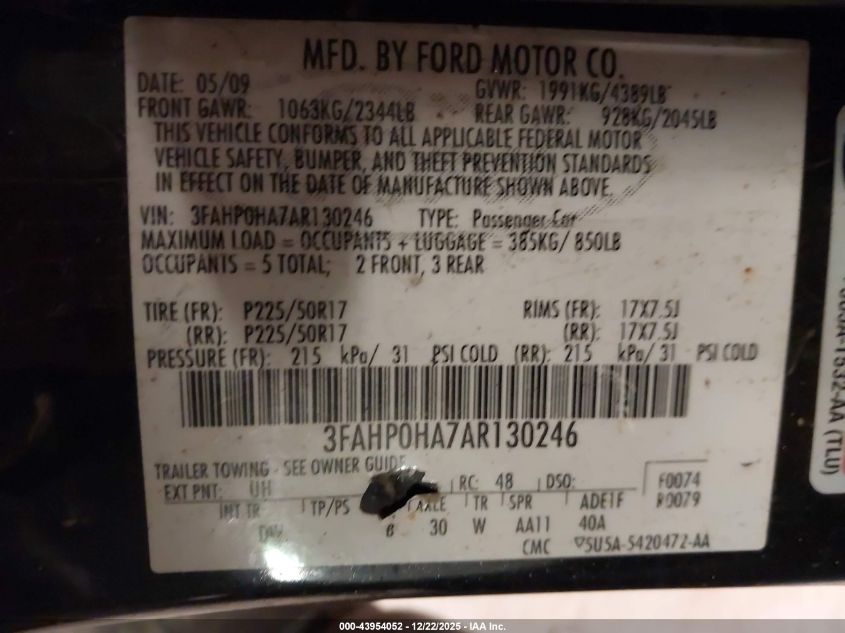 MFD. BY FORD MOTOR CO.
DATE: 05/09 GVWR: 1991KG/4389LB
FRONT GAWR: 1063KG/2344LB REAR GAWR: 928KG/2045LB
THIS VEHICLE CONFORMS TO ALL APPLICABLE FEDERAL MOTOR
VEHICLE SAFETY, BUMPER, AND THEFT PREVENTION STANDARDS
IN EFFECT ON THE DATE OF MANUFACTURE SHOWN ABOVE.
VIN: 3FAHP0HA7AR130246 TYPE: Passenger Car
MAXIMUM LOAD = OCCUPANTS + LUGGAGE = 385KG/ 850LB
OCCUPANTS = 5 TOTAL; 2 FRONT, 3 REAR
TIRE (FR): P225/50R17 RIMS (FR): 17X7.5J
(RR): P225/50R17 (RR): 17X7.5J
PRESSURE (FR): 215 kPa/ 31 PSI COLD (RR): 215 kPa/ 31 PSI COLD
3FAHP0HA7AR130246
TRAILER TOWING - SEE OWNER GUIDE
EXT PNT: UH RC: 48 DSO: F0074
INT TR TP/PS AXLE TR SPR ADE1F R0079
30 W AA11 40A
CMC 5U5A-5420472-AA
1532-AA (TLU)
000-43954052 - 12/22/2025 - IAA Inc.